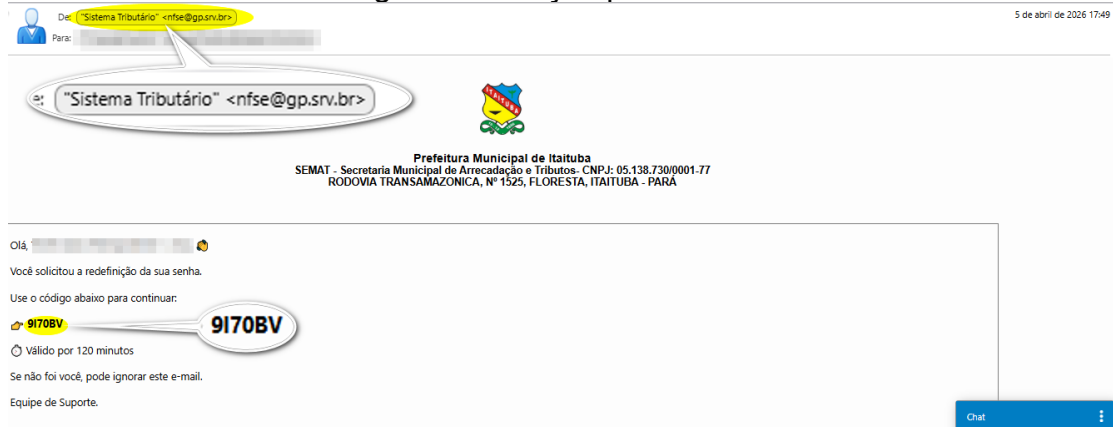 De: "Sistema Tributário" <nfse@gp.srv.br>
5 de abril de 2026 17:49
Para:
e: "Sistema Tributário" <nfse@gp.srv.br>
ITAITUBA
Prefeitura Municipal de Itaituba
SEMAT - Secretaria Municipal de Arrecadação e Tributos- CNPJ: 05.138.730/0001-77
RODOVIA TRANSAMAZONICA, Nº 1525, FLORESTA, ITAITUBA - PARÁ
Olá,
Você solicitou a redefinição da sua senha.
Use o código abaixo para continuar:
9I70BV
9I70BV
Válido por 120 minutos
Se não foi você, pode ignorar este e-mail.
Equipe de Suporte.
Chat